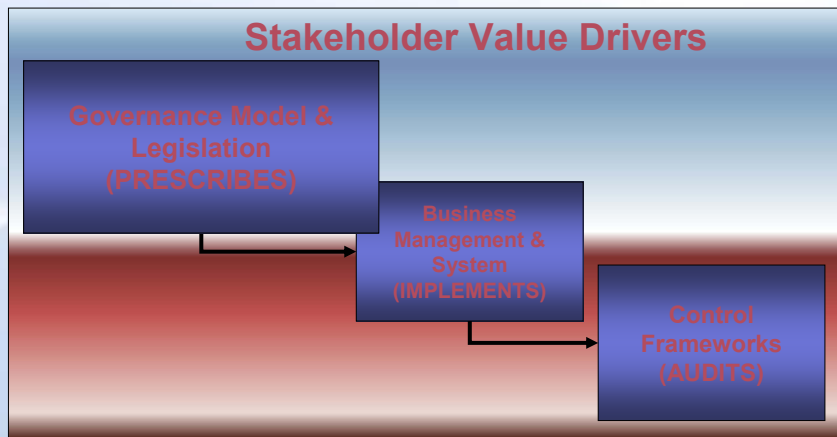 Stakeholder Value Drivers
Governance Model &
Legislation
(PRESCRIBES)
Business
Management &
System
(IMPLEMENTS)
Control
Frameworks
(AUDITS)